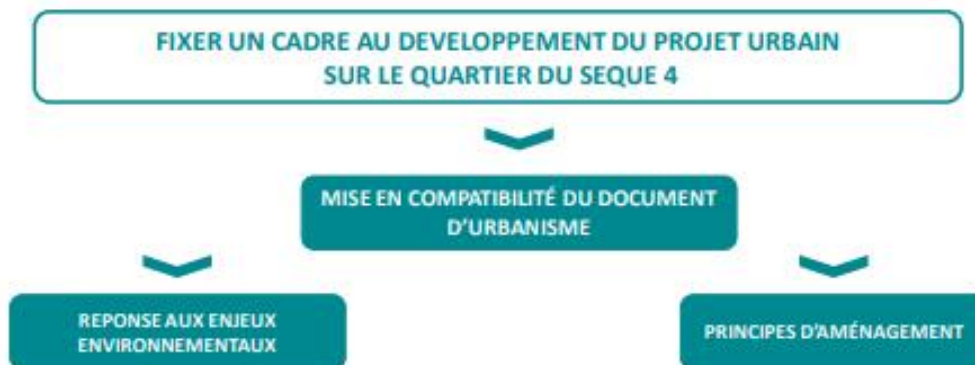 FIXER UN CADRE AU DEVELOPPEMENT DU PROJET URBAIN
SUR LE QUARTIER DU SEQUE 4
MISE EN COMPATIBILITÉ DU DOCUMENT
D'URBANISME
REPONSE AUX ENJEUX
ENVIRONNEMENTAUX
PRINCIPES D'AMÉNAGEMENT